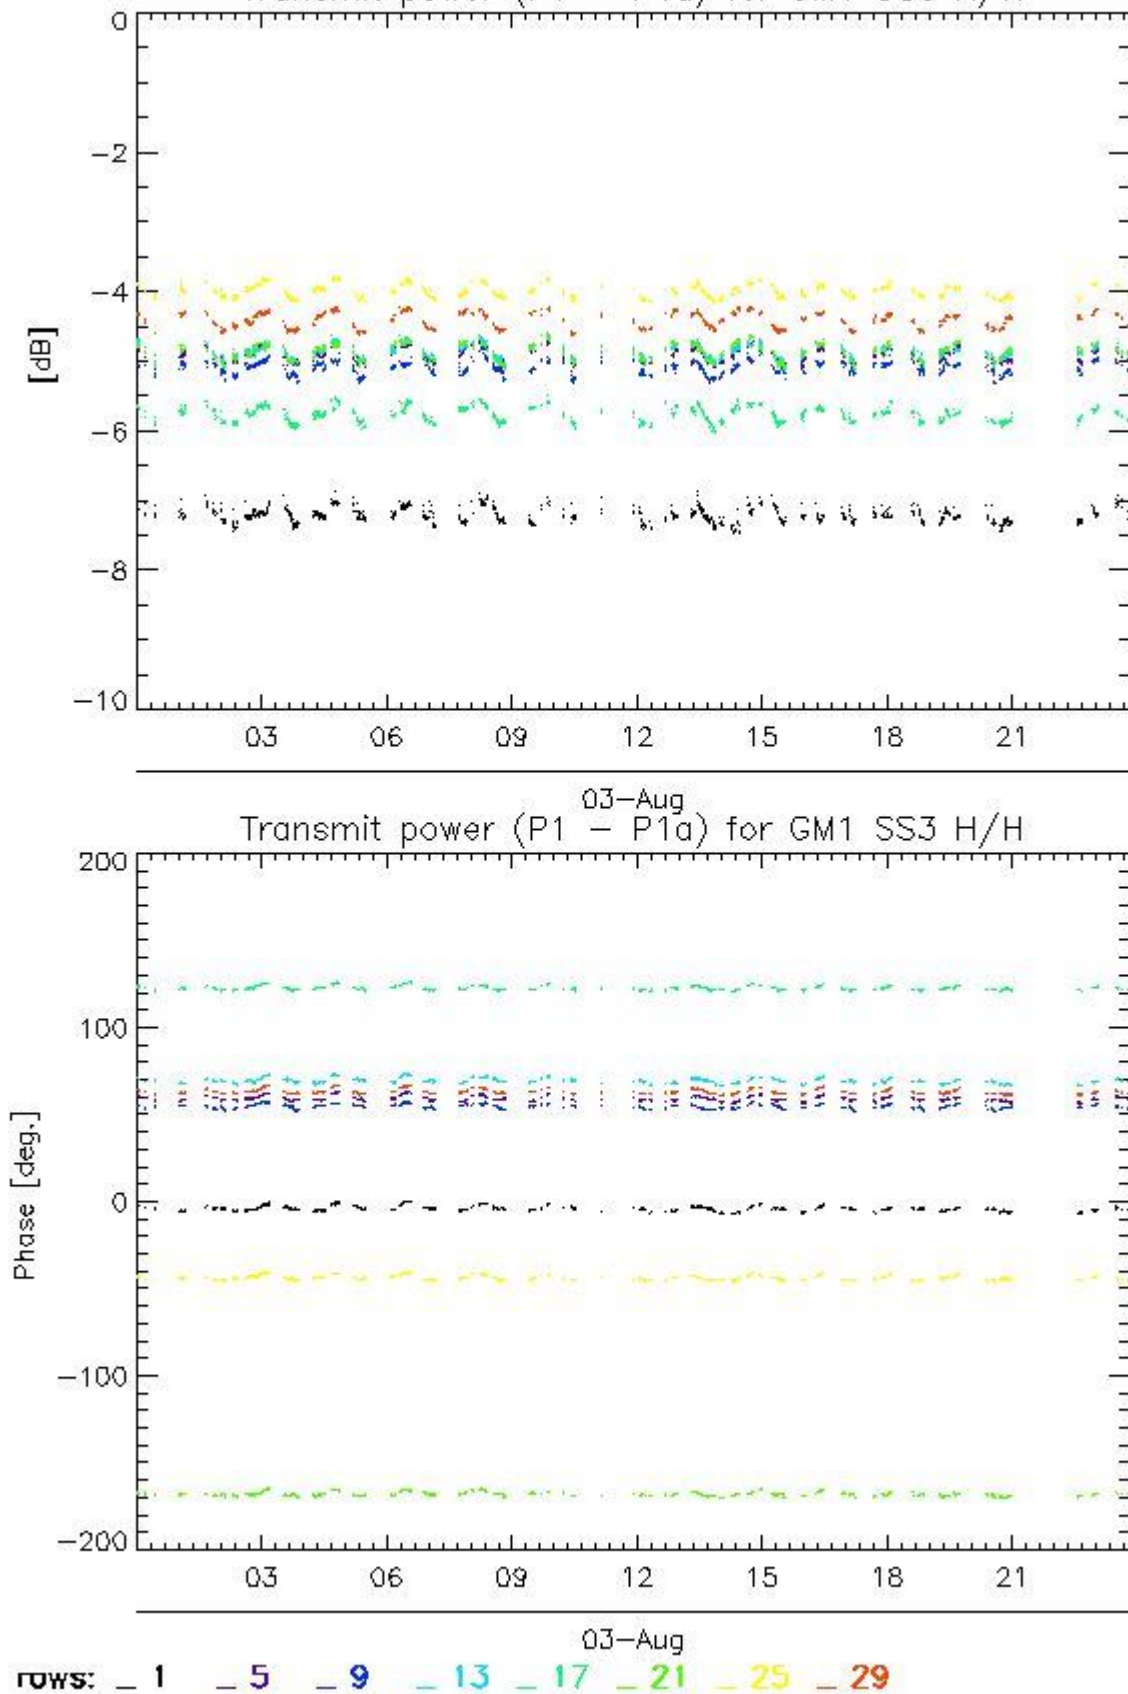 0
−2
−4
[dB]
−6
−8
−10
03 06 09 12 15 18 21
03−Aug
Transmit power (P1 − P1a) for GM1 SS3 H/H
200
100
Phase [deg.]
0
−100
−200
03 06 09 12 15 18 21
03−Aug
rows: _ 1 _ 5 _ 9 _ 13 _ 17 _ 21 _ 25 _ 29